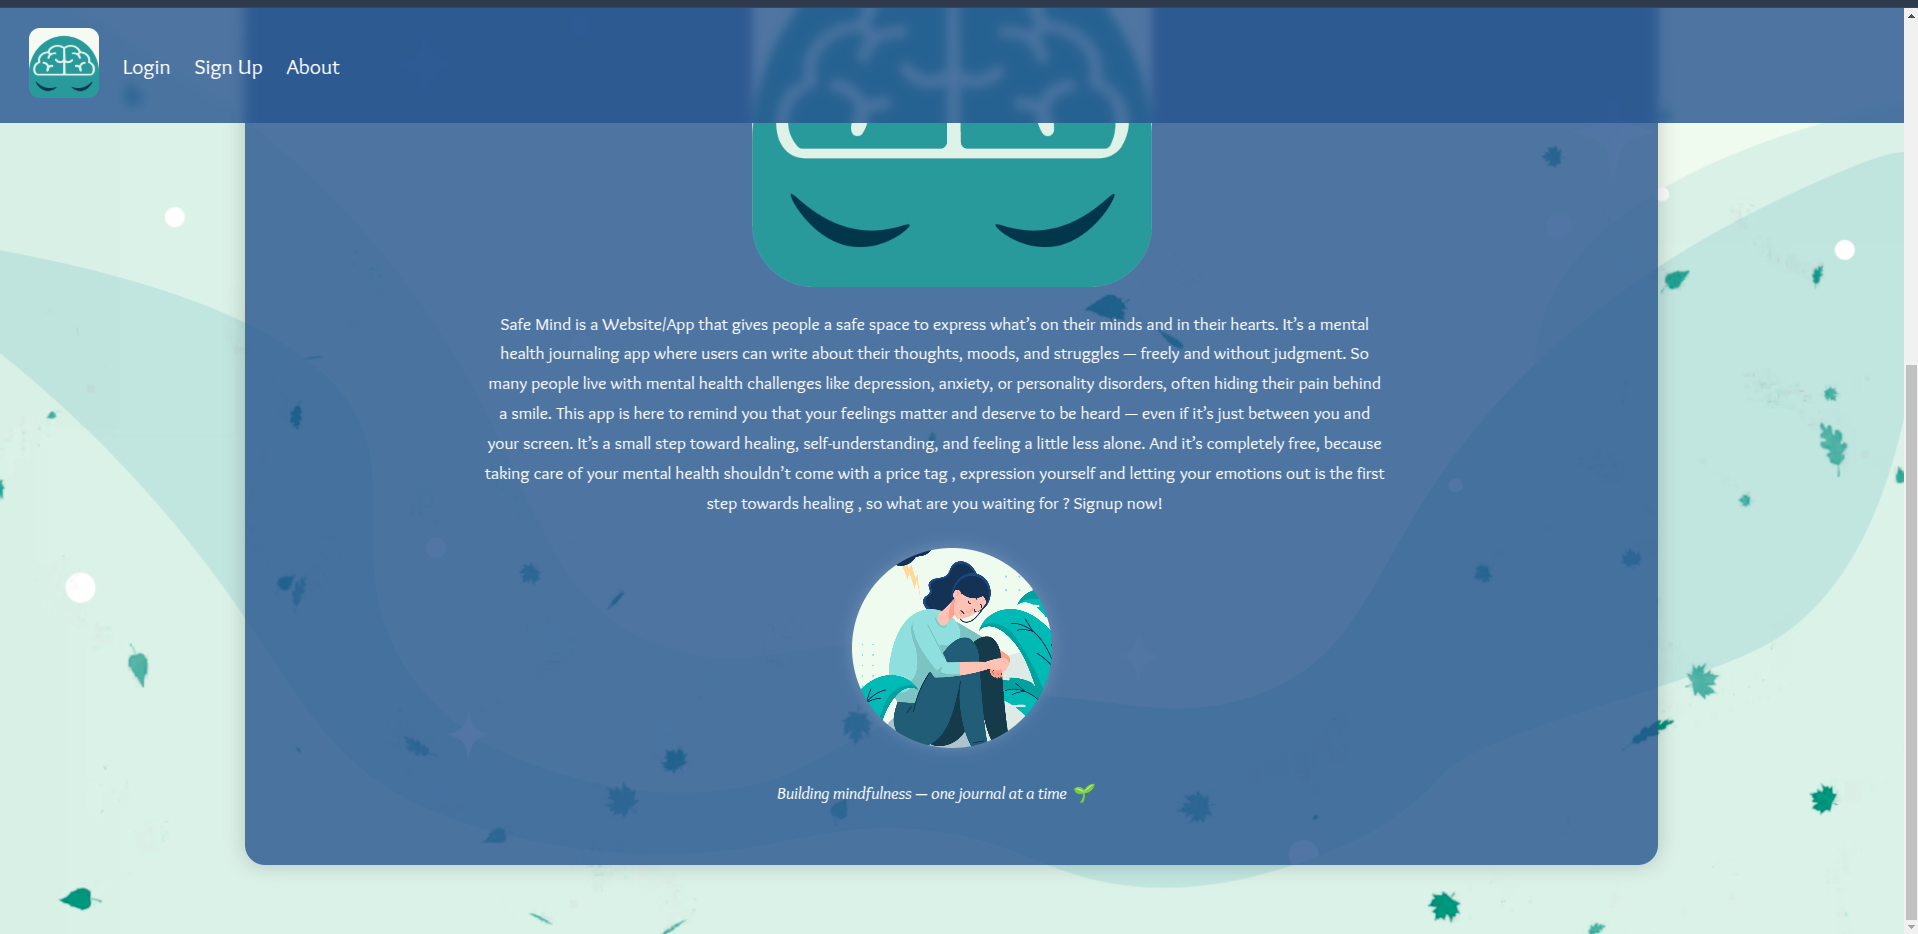 Login Sign Up About
Safe Mind is a Website/App that gives people a safe space to express what’s on their minds and in their hearts. It’s a mental
health journaling app where users can write about their thoughts, moods, and struggles — freely and without judgment. So
many people live with mental health challenges like depression, anxiety, or personality disorders, often hiding their pain behind
a smile. This app is here to remind you that your feelings matter and deserve to be heard — even if it’s just between you and
your screen. It’s a small step toward healing, self-understanding, and feeling a little less alone. And it’s completely free, because
taking care of your mental health shouldn’t come with a price tag , expression yourself and letting your emotions out is the first
step towards healing , so what are you waiting for ? Signup now!
Building mindfulness — one journal at a time 🌱